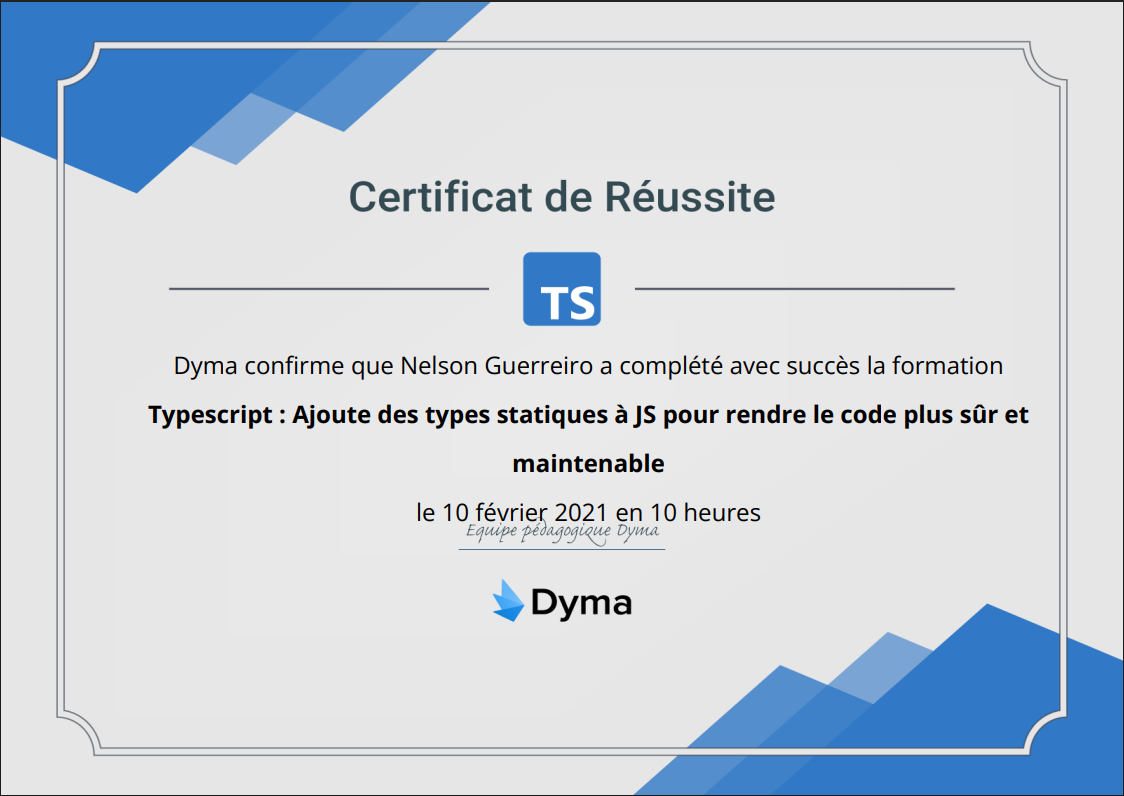 Certificat de Réussite
TS
Dyma confirme que Nelson Guerreiro a complété avec succès la formation
Typescript : Ajoute des types statiques à JS pour rendre le code plus sûr et
maintenable
le 10 février 2021 en 10 heures
Equipe pédagogique Dyma
Dyma